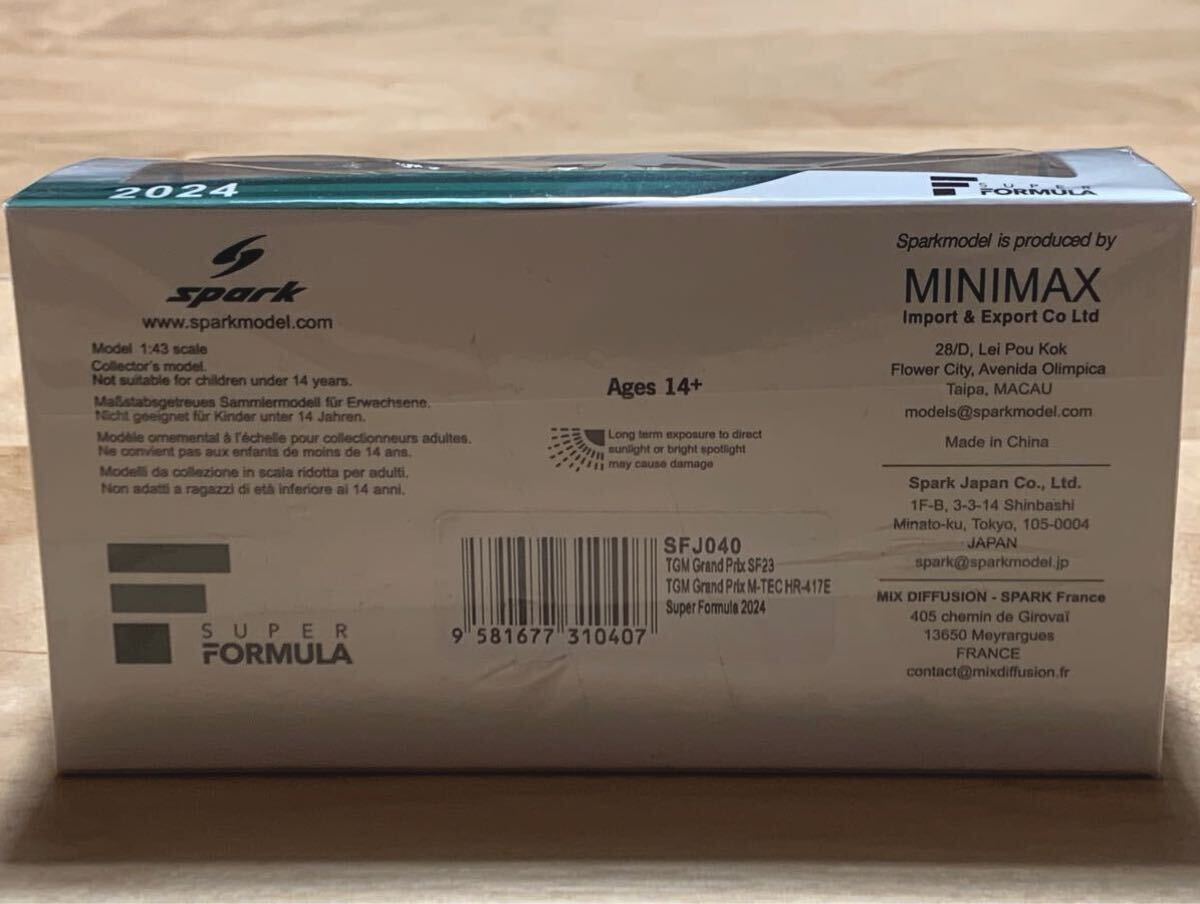 2024
SUPER
FORMULA
spark
www.sparkmodel.com
Model 1:43 scale
Collector's model.
Not suitable for children under 14 years.
Maßstabsgetreues Sammlermodell für Erwachsene.
Nicht geeignet für Kinder unter 14 Jahren.
Modèle ornemental à l'échelle pour collectionneurs adultes.
Ne convient pas aux enfants de moins de 14 ans.
Modelli da collezione in scala ridotta per adulti.
Non adatti a ragazzi di età inferiore ai 14 anni.
SUPER
FORMULA
Ages 14+
Long term exposure to direct
sunlight or bright spotlight
may cause damage
SFJ040
TGM Grand Prix SF23
TGM Grand Prix M-TEC HR-417E
Super Formula 2024
9 581677 310407
Sparkmodel is produced by
MINIMAX
Import & Export Co Ltd
28/D, Lei Pou Kok
Flower City, Avenida Olimpica
Taipa, MACAU
models@sparkmodel.com
Made in China
Spark Japan Co., Ltd.
1F-B, 3-3-14 Shinbashi
Minato-ku, Tokyo, 105-0004
JAPAN
spark@sparkmodel.jp
MIX DIFFUSION - SPARK France
405 chemin de Girovaï
13650 Meyrargues
FRANCE
contact@mixdiffusion.fr